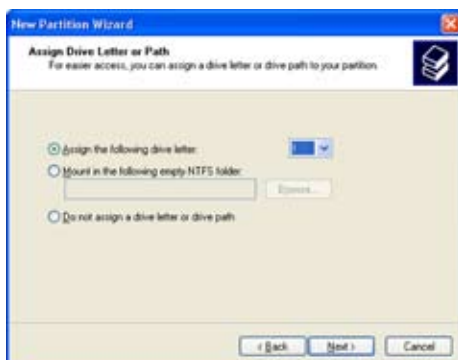 New Partition Wizard
Assign Drive Letter or Path
For easier access, you can assign a drive letter or drive path to your partition.
Assign the following drive letter:
Mount in the following empty NTFS folder:
Browse...
Do not assign a drive letter or drive path
< Back
Next >
Cancel